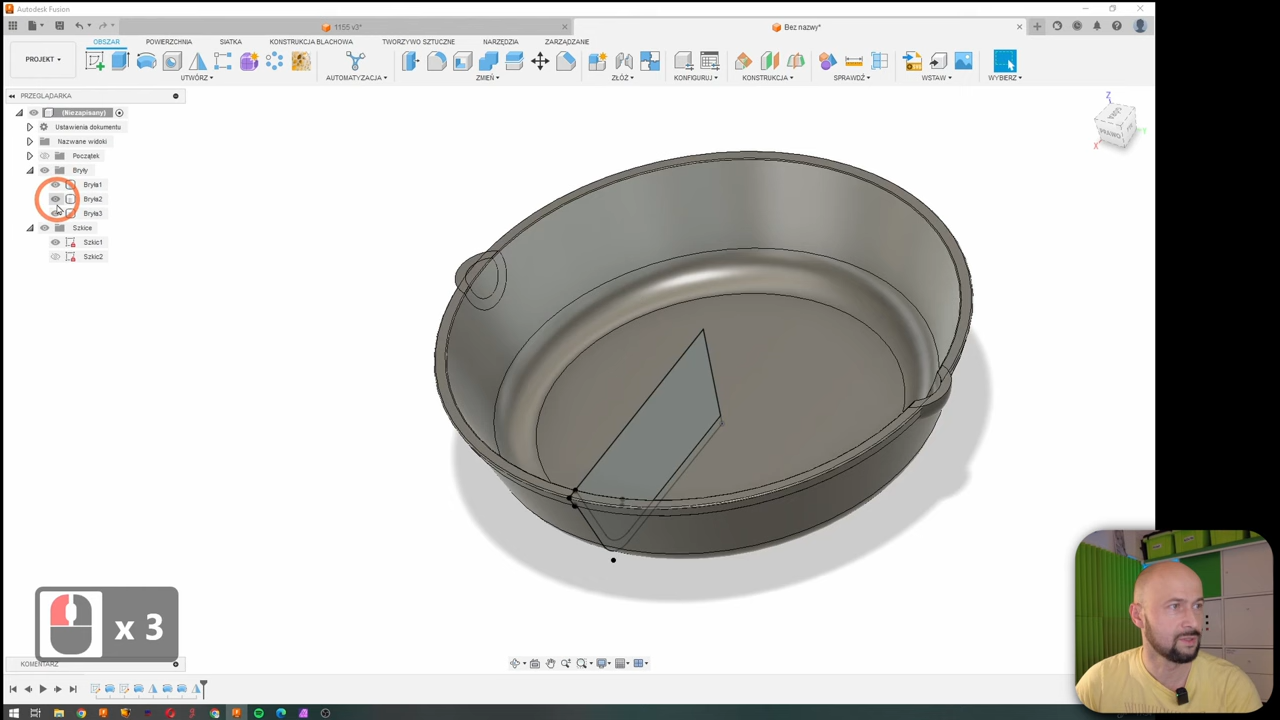 Autodesk Fusion
1155 v3*
Bez nazwy*
PROJEKT
OBSZAR
POWIERZCHNIA
SIATKA
KONSTRUKCJA BLACHOWA
TWORZYWO SZTUCZNE
NARZĘDZIA
ZARZĄDZANIE
UTWÓRZ
AUTOMATYZACJA
ZMIEŃ
ZŁÓŻ
KONFIGURUJ
KONSTRUKCJA
SPRAWDŹ
WSTAW
WYBIERZ
PRZEGLĄDARKA
(Niezapisany)
Ustawienia dokumentu
Nazwane widoki
Początek
Bryły
Bryła1
Bryła2
Bryła3
Szkice
Szkic1
Szkic2
Z
GÓRA
PRAWO
X
Y
x 3
KOMENTARZ